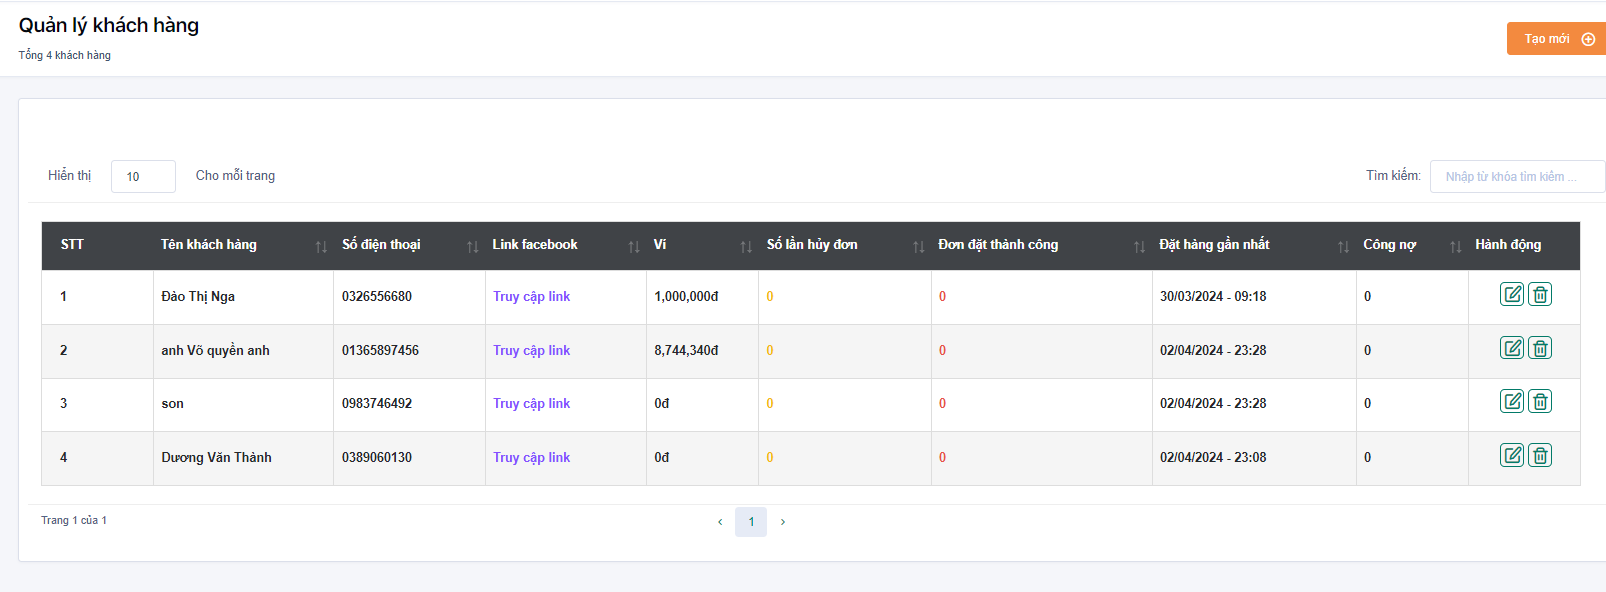 Quản lý khách hàng
Tổng 4 khách hàng
Tạo mới
Hiển thị 10 Cho mỗi trang
Tìm kiếm: Nhập từ khóa tìm kiếm ...
STT Tên khách hàng Số điện thoại Link facebook Ví Số lần hủy đơn Đơn đặt thành công Đặt hàng gần nhất Công nợ Hành động
1 Đào Thị Nga 0326556680 Truy cập link 1,000,000đ 0 0 30/03/2024 - 09:18 0
2 anh Võ quyền anh 01365897456 Truy cập link 8,744,340đ 0 0 02/04/2024 - 23:28 0
3 son 0983746492 Truy cập link 0đ 0 0 02/04/2024 - 23:28 0
4 Dương Văn Thành 0389060130 Truy cập link 0đ 0 0 02/04/2024 - 23:08 0
Trang 1 của 1
‹ 1 ›